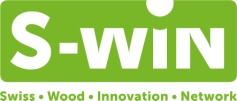 S-WiN
Swiss • Wood • Innovation • Network